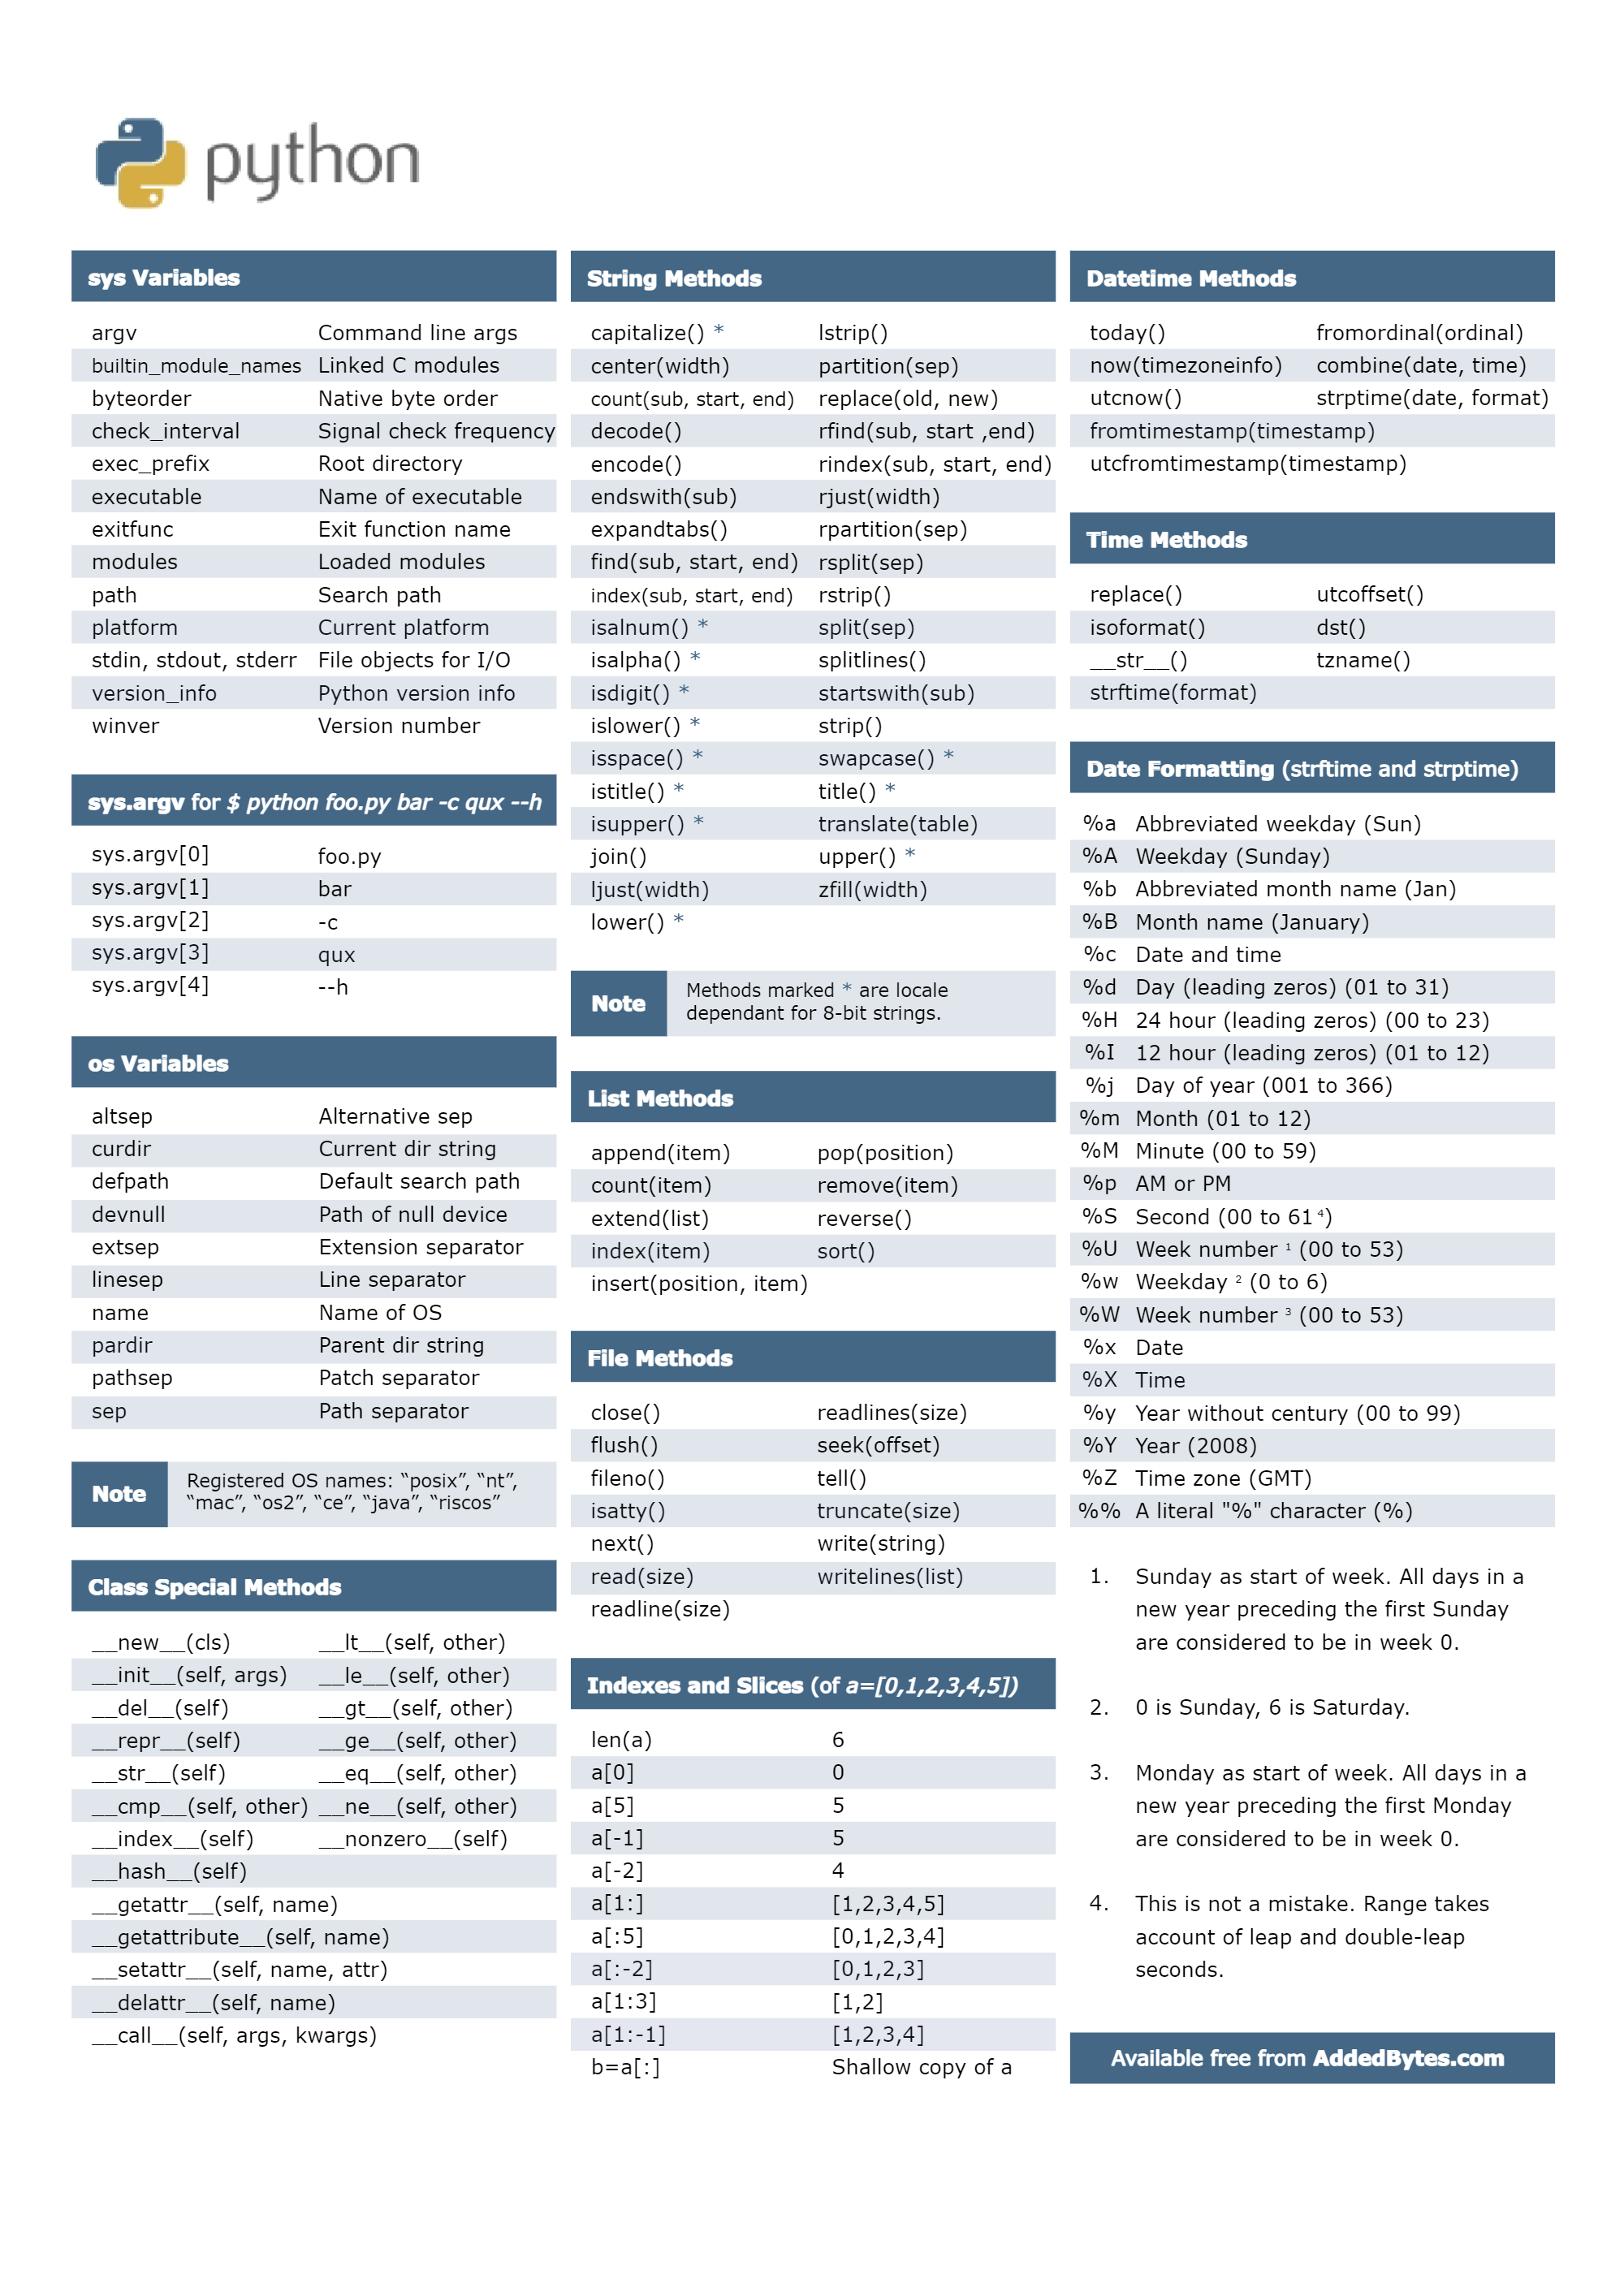 python
sys Variables
argv Command line args
builtin_module_names Linked C modules
byteorder Native byte order
check_interval Signal check frequency
exec_prefix Root directory
executable Name of executable
exitfunc Exit function name
modules Loaded modules
path Search path
platform Current platform
stdin, stdout, stderr File objects for I/O
version_info Python version info
winver Version number
sys.argv for $ python foo.py bar -c qux --h
sys.argv[0] foo.py
sys.argv[1] bar
sys.argv[2] -c
sys.argv[3] qux
sys.argv[4] --h
os Variables
altsep Alternative sep
curdir Current dir string
defpath Default search path
devnull Path of null device
extsep Extension separator
linesep Line separator
name Name of OS
pardir Parent dir string
pathsep Patch separator
sep Path separator
Note
Registered OS names: “posix”, “nt”,
“mac”, “os2”, “ce”, “java”, “riscos”
Class Special Methods
__new__(cls) __lt__(self, other)
__init__(self, args) __le__(self, other)
__del__(self) __gt__(self, other)
__repr__(self) __ge__(self, other)
__str__(self) __eq__(self, other)
__cmp__(self, other) __ne__(self, other)
__index__(self) __nonzero__(self)
__hash__(self)
__getattr__(self, name)
__getattribute__(self, name)
__setattr__(self, name, attr)
__delattr__(self, name)
__call__(self, args, kwargs)
String Methods
capitalize() * lstrip()
center(width) partition(sep)
count(sub, start, end) replace(old, new)
decode() rfind(sub, start ,end)
encode() rindex(sub, start, end)
endswith(sub) rjust(width)
expandtabs() rpartition(sep)
find(sub, start, end) rsplit(sep)
index(sub, start, end) rstrip()
isalnum() * split(sep)
isalpha() * splitlines()
isdigit() * startswith(sub)
islower() * strip()
isspace() * swapcase() *
istitle() * title() *
isupper() * translate(table)
join() upper() *
ljust(width) zfill(width)
lower() *
Note
Methods marked * are locale
dependant for 8-bit strings.
List Methods
append(item) pop(position)
count(item) remove(item)
extend(list) reverse()
index(item) sort()
insert(position, item)
File Methods
close() readlines(size)
flush() seek(offset)
fileno() tell()
isatty() truncate(size)
next() write(string)
read(size) writelines(list)
readline(size)
Indexes and Slices (of a=[0,1,2,3,4,5])
len(a) 6
a[0] 0
a[5] 5
a[-1] 5
a[-2] 4
a[1:] [1,2,3,4,5]
a[:5] [0,1,2,3,4]
a[:-2] [0,1,2,3]
a[1:3] [1,2]
a[1:-1] [1,2,3,4]
b=a[:] Shallow copy of a
Datetime Methods
today() fromordinal(ordinal)
now(timezoneinfo) combine(date, time)
utcnow() strptime(date, format)
fromtimestamp(timestamp)
utcfromtimestamp(timestamp)
Time Methods
replace() utcoffset()
isoformat() dst()
__str__() tzname()
strftime(format)
Date Formatting (strftime and strptime)
%a Abbreviated weekday (Sun)
%A Weekday (Sunday)
%b Abbreviated month name (Jan)
%B Month name (January)
%c Date and time
%d Day (leading zeros) (01 to 31)
%H 24 hour (leading zeros) (00 to 23)
%I 12 hour (leading zeros) (01 to 12)
%j Day of year (001 to 366)
%m Month (01 to 12)
%M Minute (00 to 59)
%p AM or PM
%S Second (00 to 61⁴)
%U Week number ¹ (00 to 53)
%w Weekday ² (0 to 6)
%W Week number ³ (00 to 53)
%x Date
%X Time
%y Year without century (00 to 99)
%Y Year (2008)
%Z Time zone (GMT)
%% A literal "%" character (%)
1. Sunday as start of week. All days in a
new year preceding the first Sunday
are considered to be in week 0.
2. 0 is Sunday, 6 is Saturday.
3. Monday as start of week. All days in a
new year preceding the first Monday
are considered to be in week 0.
4. This is not a mistake. Range takes
account of leap and double-leap
seconds.
Available free from AddedBytes.com